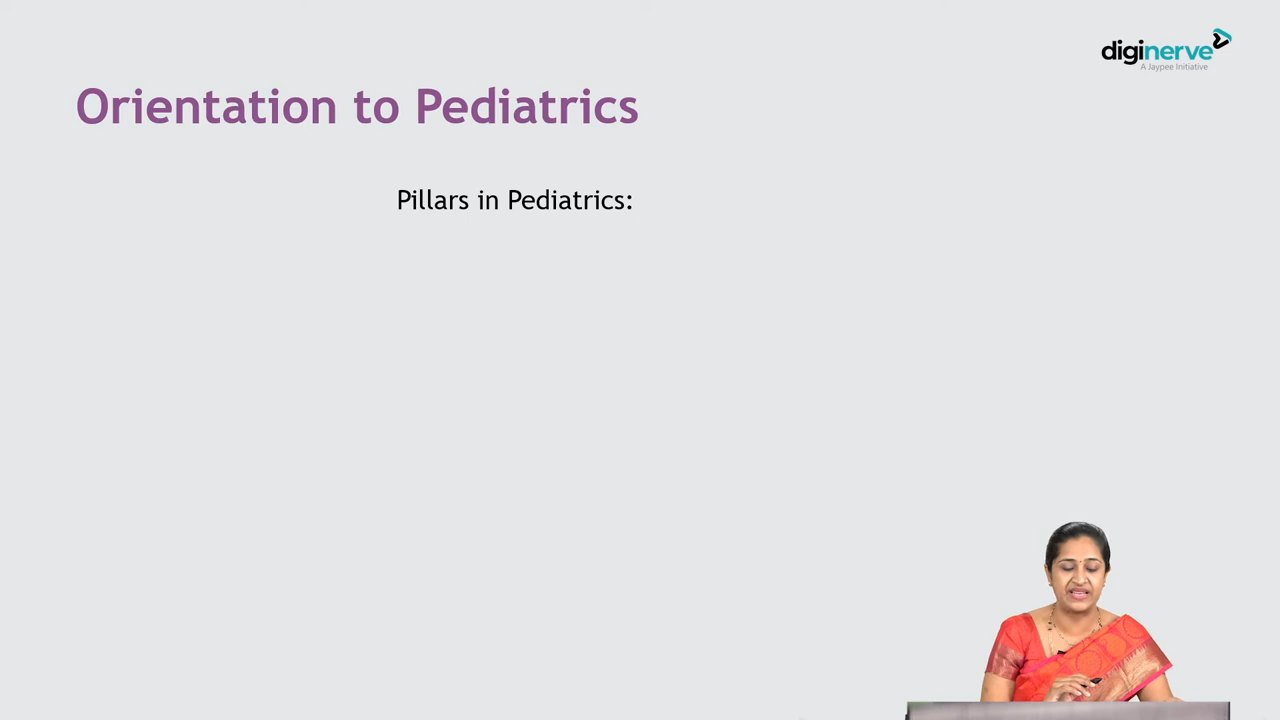 diginerve
A Jaypee Initiative
Orientation to Pediatrics
Pillars in Pediatrics: